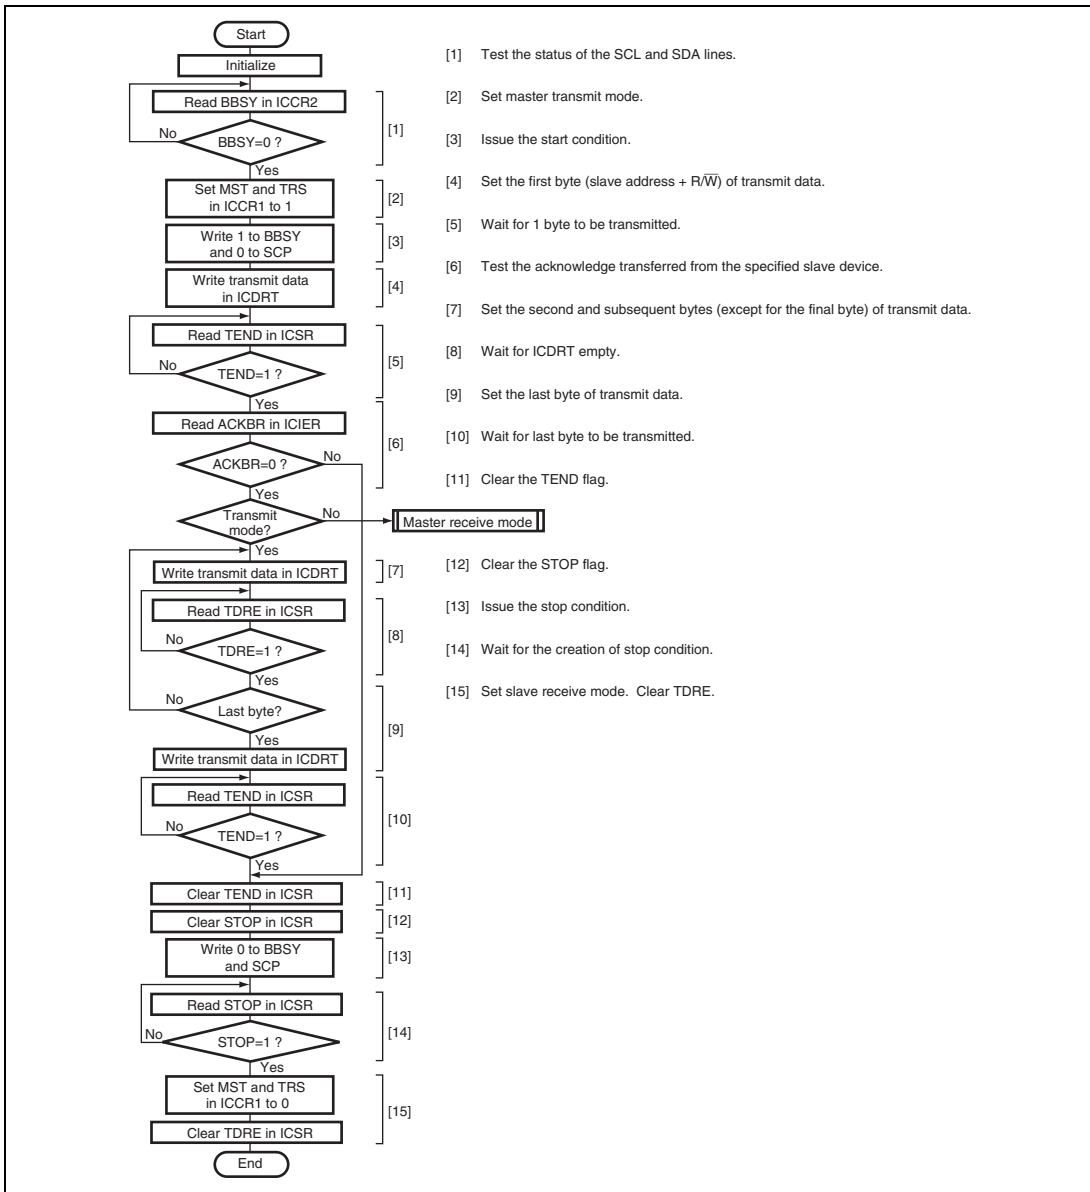 Start
Initialize
Read BBSY in ICCR2
No
BBSY=0 ?
[1]
Yes
Set MST and TRS
in ICCR1 to 1
[2]
Write 1 to BBSY
and 0 to SCP
[3]
Write transmit data
in ICDRT
[4]
Read TEND in ICSR
No
TEND=1 ?
[5]
Yes
Read ACKBR in ICIER
[6]
ACKBR=0 ?
No
Yes
Transmit
mode?
No
Master receive mode
Yes
Write transmit data in ICDRT
[7]
Read TDRE in ICSR
No
TDRE=1 ?
[8]
Yes
No
Last byte?
[9]
Yes
Write transmit data in ICDRT
Read TEND in ICSR
No
TEND=1 ?
[10]
Yes
Clear TEND in ICSR
[11]
Clear STOP in ICSR
[12]
Write 0 to BBSY
and SCP
[13]
Read STOP in ICSR
No
STOP=1 ?
[14]
Yes
Set MST and TRS
in ICCR1 to 0
[15]
Clear TDRE in ICSR
End
[1] Test the status of the SCL and SDA lines.
[2] Set master transmit mode.
[3] Issue the start condition.
[4] Set the first byte (slave address + R/W̅) of transmit data.
[5] Wait for 1 byte to be transmitted.
[6] Test the acknowledge transferred from the specified slave device.
[7] Set the second and subsequent bytes (except for the final byte) of transmit data.
[8] Wait for ICDRT empty.
[9] Set the last byte of transmit data.
[10] Wait for last byte to be transmitted.
[11] Clear the TEND flag.
[12] Clear the STOP flag.
[13] Issue the stop condition.
[14] Wait for the creation of stop condition.
[15] Set slave receive mode. Clear TDRE.